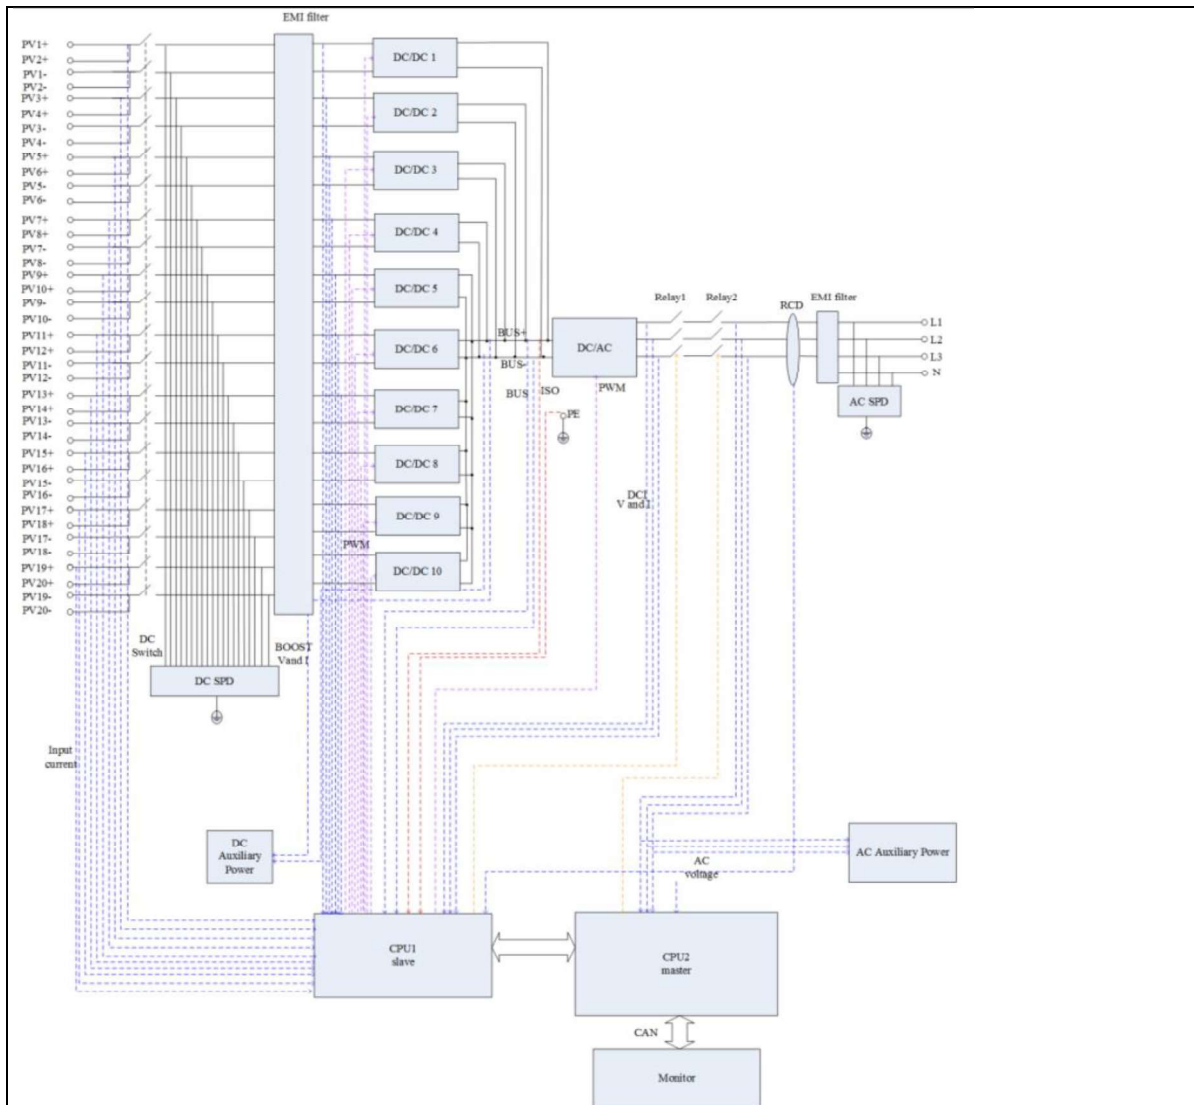 EMI filter
PV1+
PV2+
PV1-
PV2-
PV3+
PV4+
PV3-
PV4-
PV5+
PV6+
PV5-
PV6-
PV7+
PV8+
PV7-
PV8-
PV9+
PV10+
PV9-
PV10-
PV11+
PV12+
PV11-
PV12-
PV13+
PV14+
PV13-
PV14-
PV15+
PV16+
PV15-
PV16-
PV17+
PV18+
PV17-
PV18-
PV19+
PV20+
PV19-
PV20-
DC/DC 1
DC/DC 2
DC/DC 3
DC/DC 4
DC/DC 5
DC/DC 6
DC/DC 7
DC/DC 8
DC/DC 9
PWM
DC/DC 10
Relay1
Relay2
RCD
EMI filter
BUS+
BUS-
BUS
ISO
DC/AC
PWM
PE
L1
L2
L3
N
AC SPD
DCI
V and I
DC
Switch
BOOST
Vand I
DC SPD
Input
current
DC
Auxiliary
Power
AC
voltage
AC Auxiliary Power
CPU1
slave
CPU2
master
CAN
Monitor